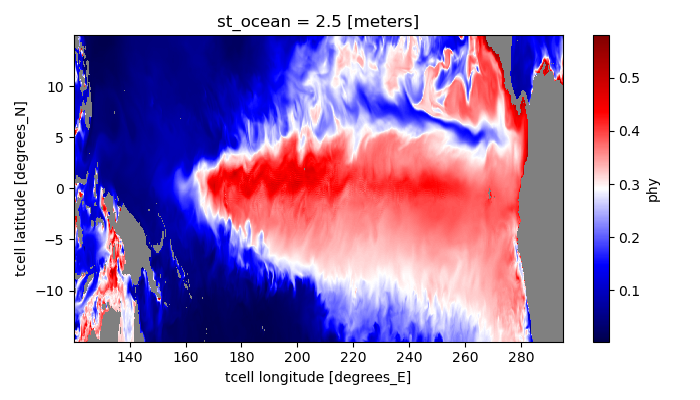 st_ocean = 2.5 [meters]
tcell latitude [degrees_N]
10
5
0
−5
−10
140 160 180 200 220 240 260 280
tcell longitude [degrees_E]
0.5
0.4
0.3
0.2
0.1
phy